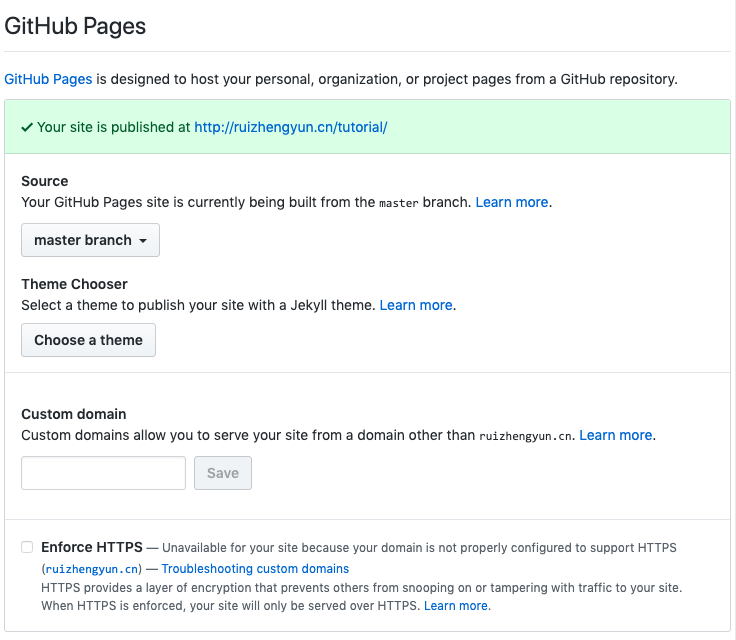 GitHub Pages
GitHub Pages is designed to host your personal, organization, or project pages from a GitHub repository.
✓ Your site is published at http://ruizhengyun.cn/tutorial/
Source
Your GitHub Pages site is currently being built from the master branch. Learn more.
master branch
Theme Chooser
Select a theme to publish your site with a Jekyll theme. Learn more.
Choose a theme
Custom domain
Custom domains allow you to serve your site from a domain other than ruizhengyun.cn. Learn more.
Save
Enforce HTTPS — Unavailable for your site because your domain is not properly configured to support HTTPS
(ruizhengyun.cn) — Troubleshooting custom domains
HTTPS provides a layer of encryption that prevents others from snooping on or tampering with traffic to your site.
When HTTPS is enforced, your site will only be served over HTTPS. Learn more.